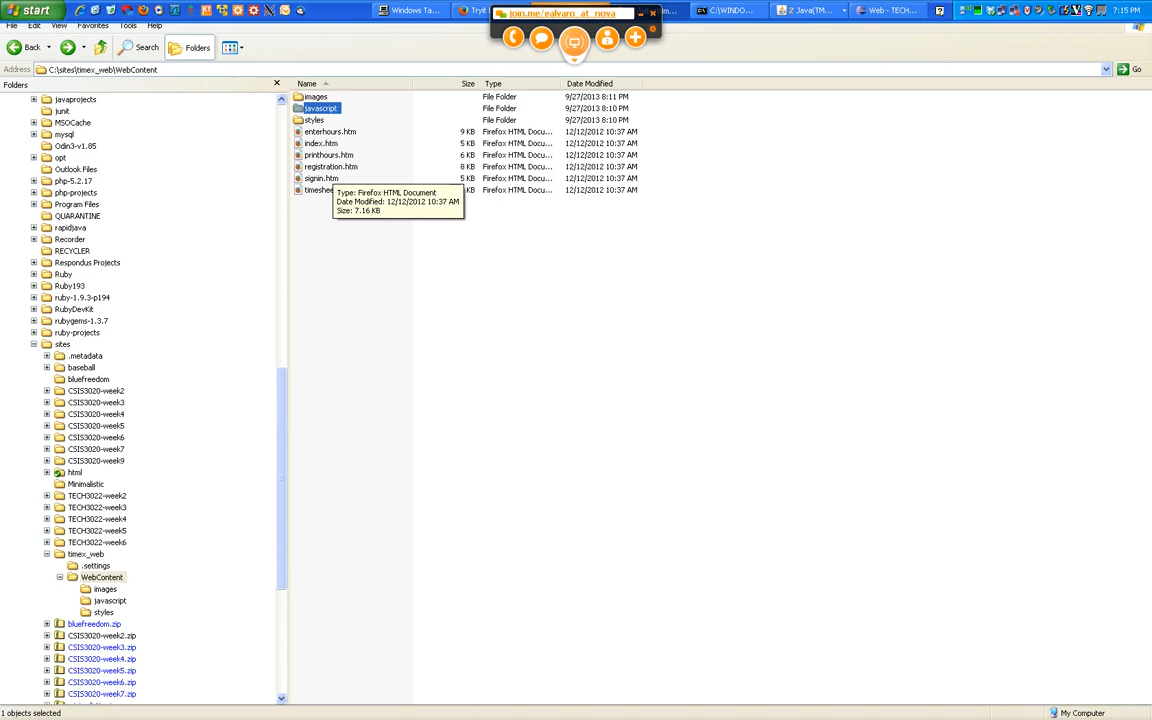 start
Windows Ta...
Try it
join.me/ealvaro_at_nova
C:\WINDO...
2 Java(TM...
Web - TECH...
7:15 PM
File Edit View Favorites Tools Help
Back Search Folders
Address C:\sites\timex_web\WebContent Go
Folders
Name Size Type Date Modified
javaprojects
junit
MSOCache
mysql
Odin3-v1.85
opt
Outlook Files
php-5.2.17
php-projects
Program Files
QUARANTINE
rapidjava
Recorder
RECYCLER
Respondus Projects
Ruby
Ruby193
ruby-1.9.3-p194
RubyDevKit
rubygems-1.3.7
ruby-projects
sites
.metadata
baseball
bluefreedom
CSIS3020-week2
CSIS3020-week3
CSIS3020-week4
CSIS3020-week5
CSIS3020-week6
CSIS3020-week7
CSIS3020-week9
html
Minimalistic
TECH3022-week2
TECH3022-week3
TECH3022-week4
TECH3022-week5
TECH3022-week6
timex_web
.settings
WebContent
images
javascript
styles
bluefreedom.zip
CSIS3020-week2.zip
CSIS3020-week3.zip
CSIS3020-week4.zip
CSIS3020-week5.zip
CSIS3020-week6.zip
CSIS3020-week7.zip
images File Folder 9/27/2013 8:11 PM
javascript File Folder 9/27/2013 8:10 PM
styles File Folder 9/27/2013 8:10 PM
enterhours.htm 9 KB Firefox HTML Docu... 12/12/2012 10:37 AM
index.htm 5 KB Firefox HTML Docu... 12/12/2012 10:37 AM
printhours.htm 6 KB Firefox HTML Docu... 12/12/2012 10:37 AM
registration.htm 8 KB Firefox HTML Docu... 12/12/2012 10:37 AM
signin.htm 5 KB Firefox HTML Docu... 12/12/2012 10:37 AM
timeshee KB Firefox HTML Docu... 12/12/2012 10:37 AM
Type: Firefox HTML Document
Date Modified: 12/12/2012 10:37 AM
Size: 7.16 KB
1 objects selected My Computer